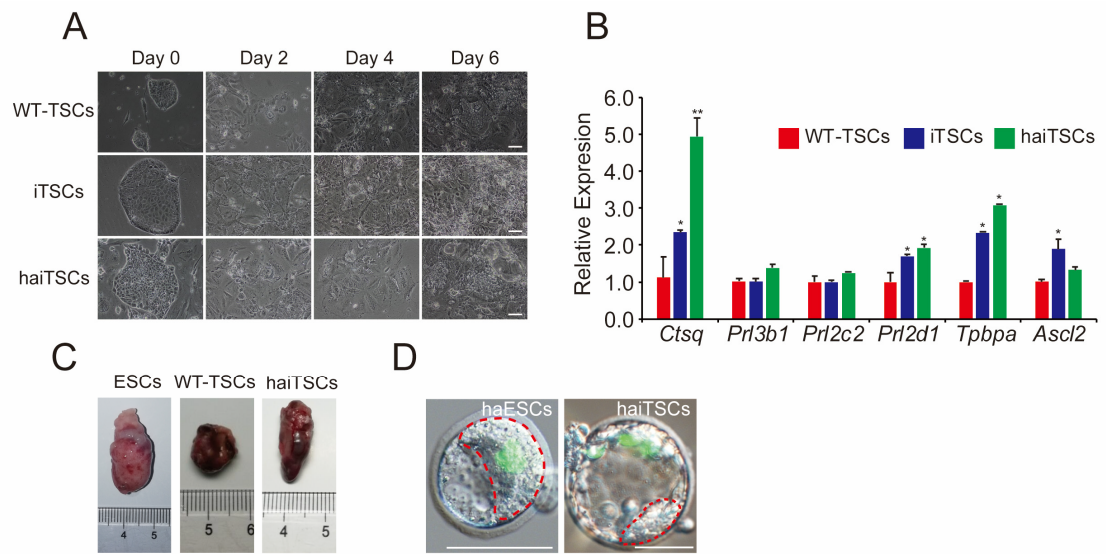 A
Day 0 Day 2 Day 4 Day 6
WT-TSCs
iTSCs
haiTSCs
B
Relative Expresion
6.0
5.0
4.0
3.0
2.0
1.0
0.0
WT-TSCs iTSCs haiTSCs
* ** * * * * *
Ctsq Prl3b1 Prl2c2 Prl2d1 Tpbpa Ascl2
C
ESCs WT-TSCs haiTSCs
4 5 5 6 4 5
D
haESCs haiTSCs